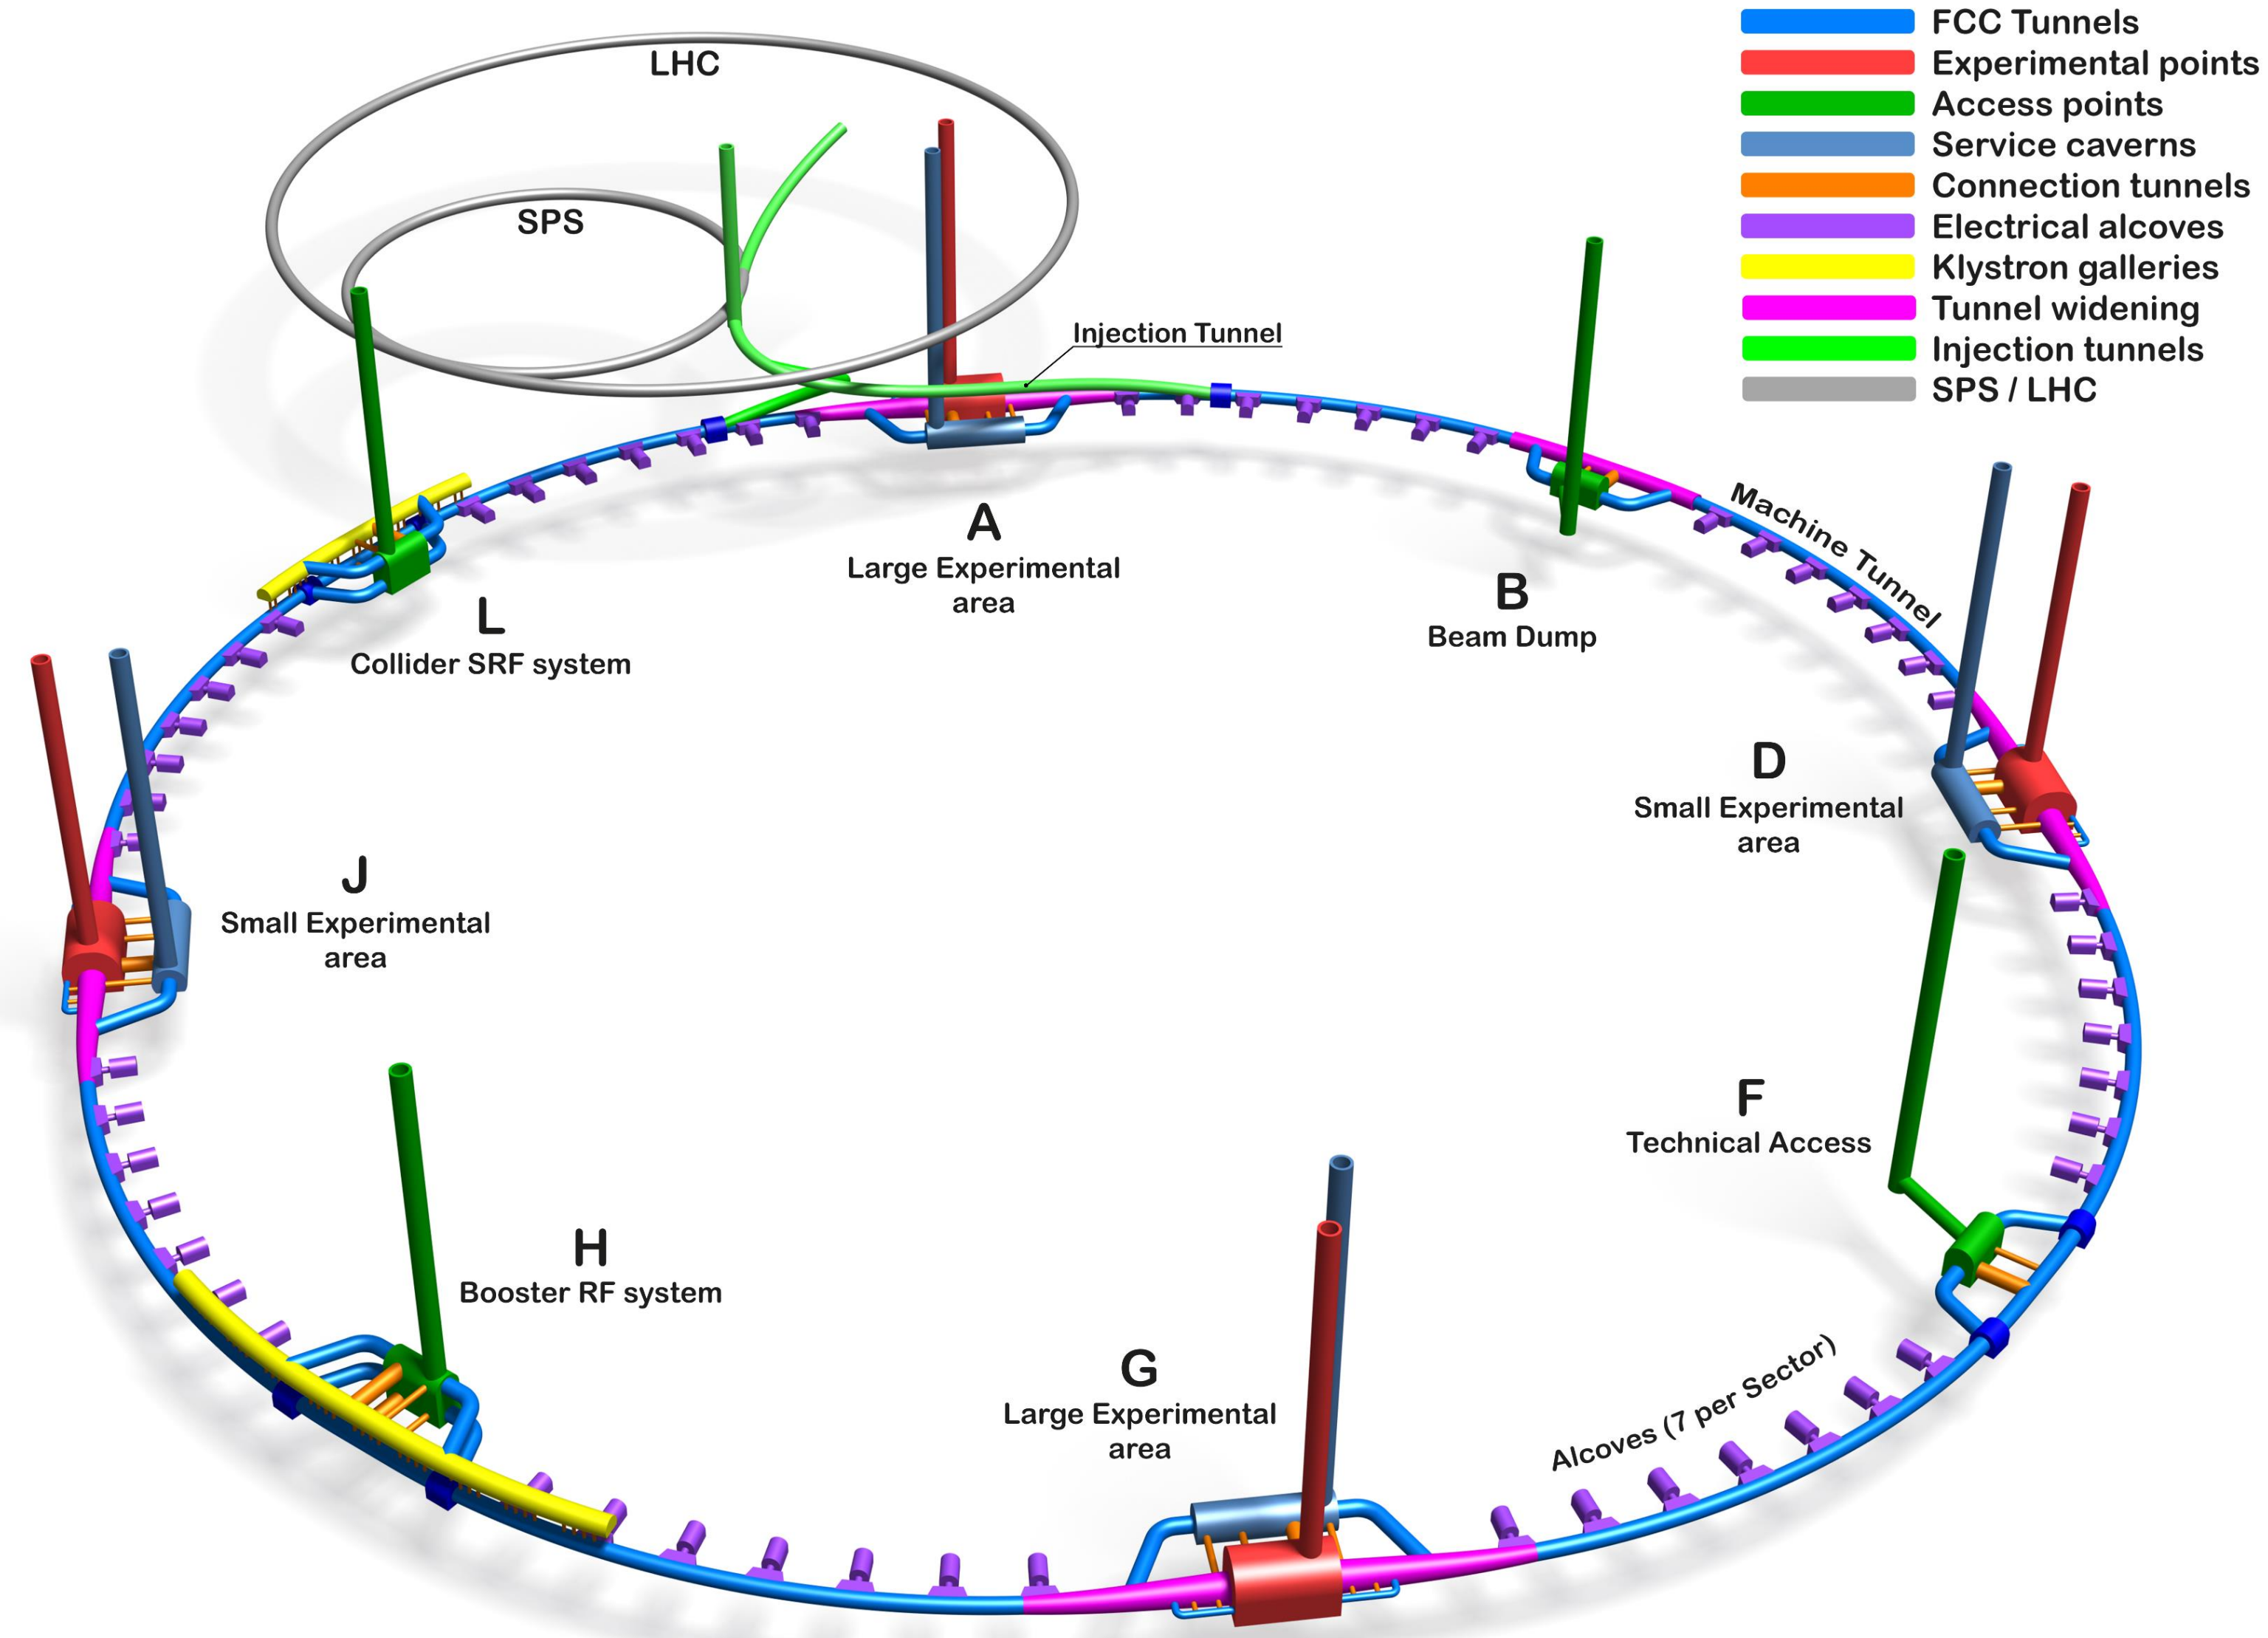 LHC
SPS
Injection Tunnel
FCC Tunnels
Experimental points
Access points
Service caverns
Connection tunnels
Electrical alcoves
Klystron galleries
Tunnel widening
Injection tunnels
SPS / LHC
A
Large Experimental
area
B
Beam Dump
Machine Tunnel
L
Collider SRF system
D
Small Experimental
area
J
Small Experimental
area
F
Technical Access
H
Booster RF system
G
Large Experimental
area
Alcoves (7 per Sector)